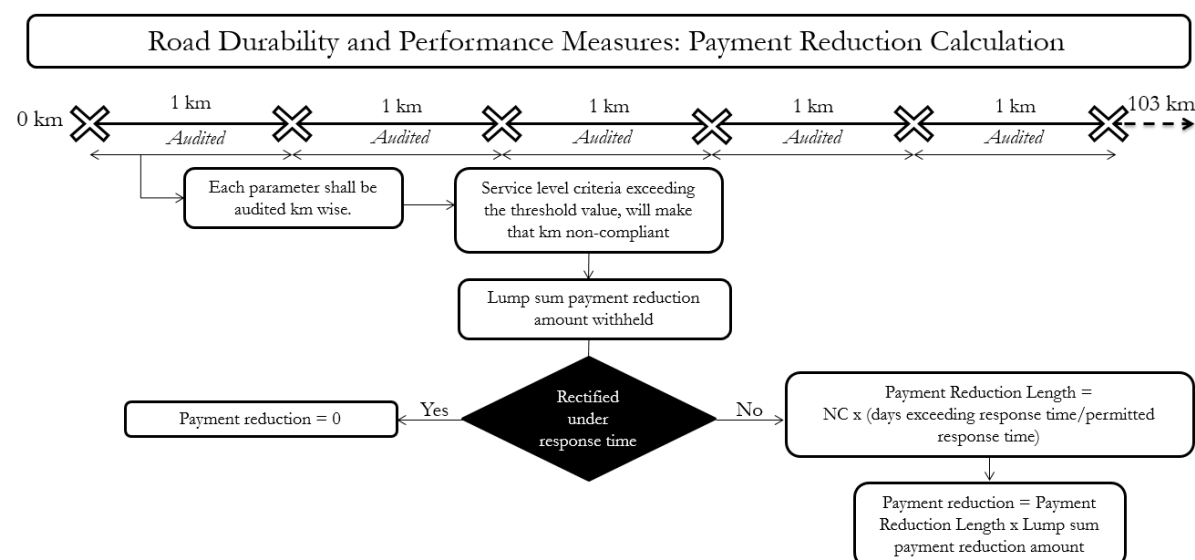 Road Durability and Performance Measures: Payment Reduction Calculation
0 km
1 km
1 km
1 km
1 km
1 km
103 km
Audited
Audited
Audited
Audited
Audited
Each parameter shall be
audited km wise.
Service level criteria exceeding
the threshold value, will make
that km non-compliant
Lump sum payment reduction
amount withheld
Rectified
under
response time
Yes
No
Payment reduction = 0
Payment Reduction Length =
NC x (days exceeding response time/permitted
response time)
Payment reduction = Payment
Reduction Length x Lump sum
payment reduction amount